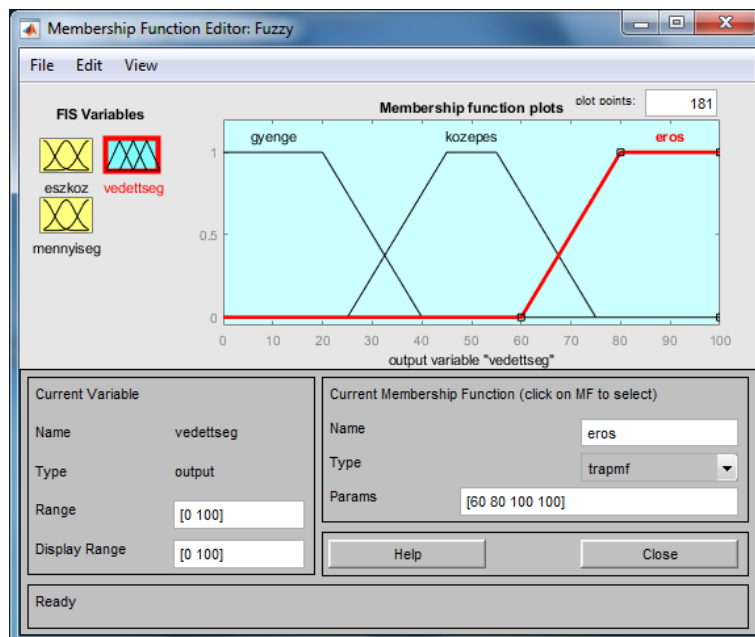 Membership Function Editor: Fuzzy
File Edit View
FIS Variables
eszkoz vedettseg
mennyiseg
Membership function plots plot points: 181
gyenge kozepes eros
1
0.5
0
0 10 20 30 40 50 60 70 80 90 100
output variable "vedettseg"
Current Variable
Name vedettseg
Type output
Range [0 100]
Display Range [0 100]
Current Membership Function (click on MF to select)
Name eros
Type trapmf
Params [60 80 100 100]
Help Close
Ready